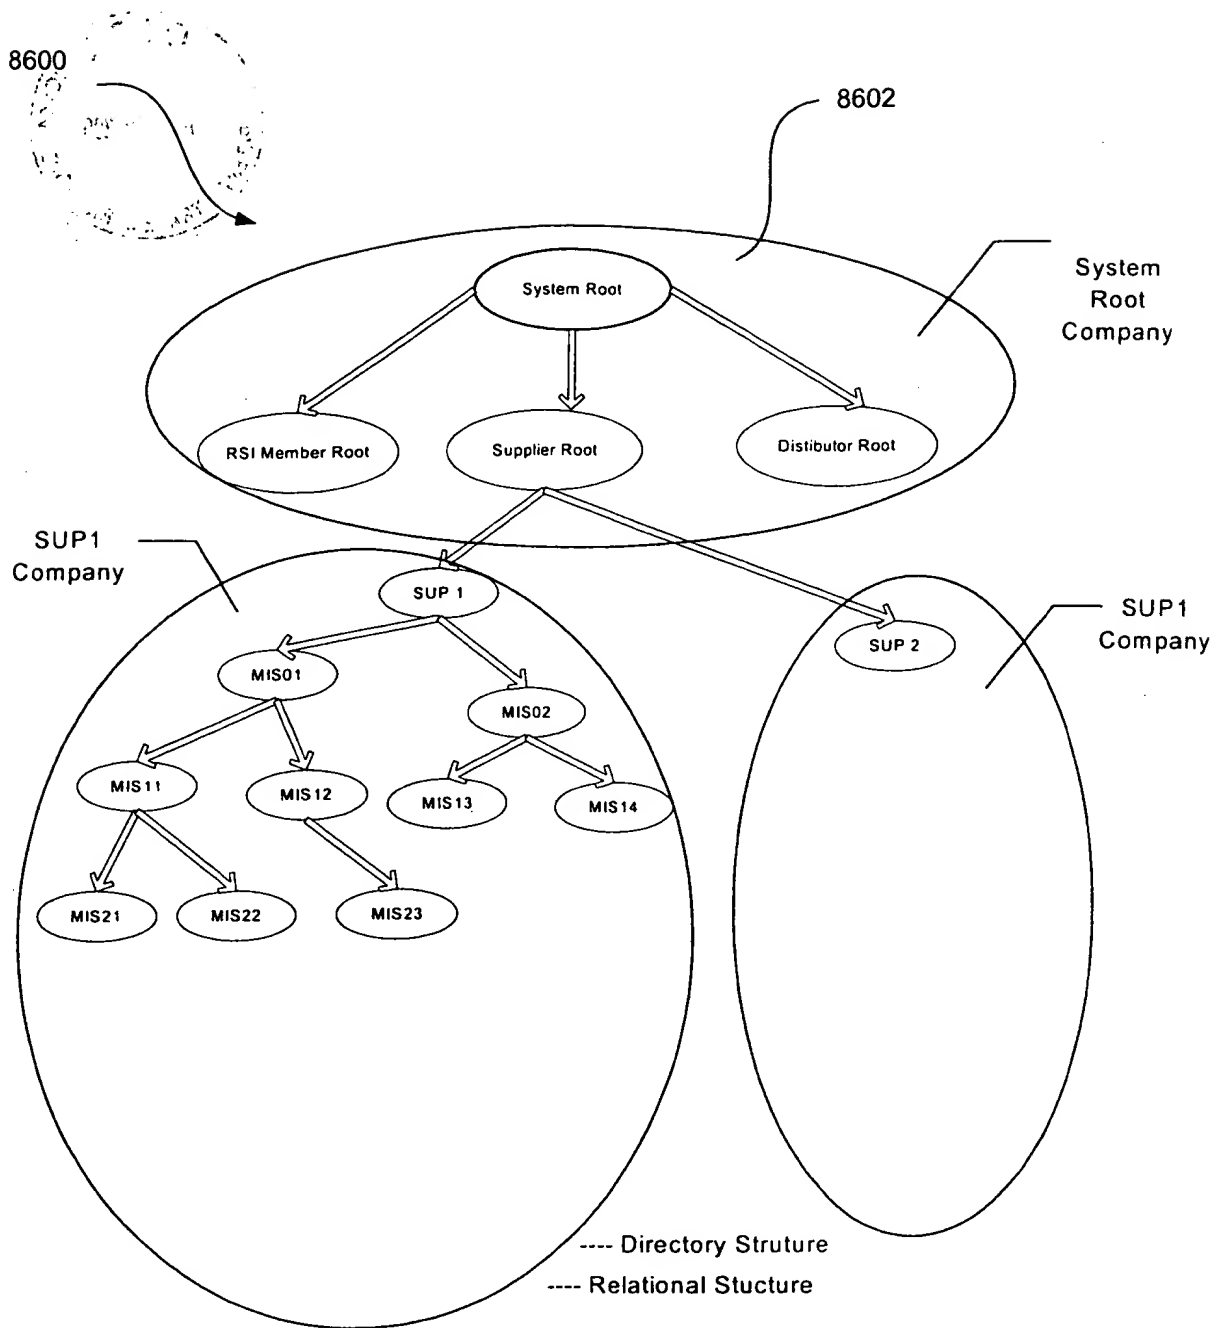 8600
8602
System Root
System
Root
Company
RSI Member Root
Supplier Root
Distibutor Root
SUP1
Company
SUP 1
SUP 2
SUP1
Company
MIS01
MIS02
MIS11
MIS12
MIS13
MIS14
MIS21
MIS22
MIS23
---- Directory Struture
---- Relational Stucture